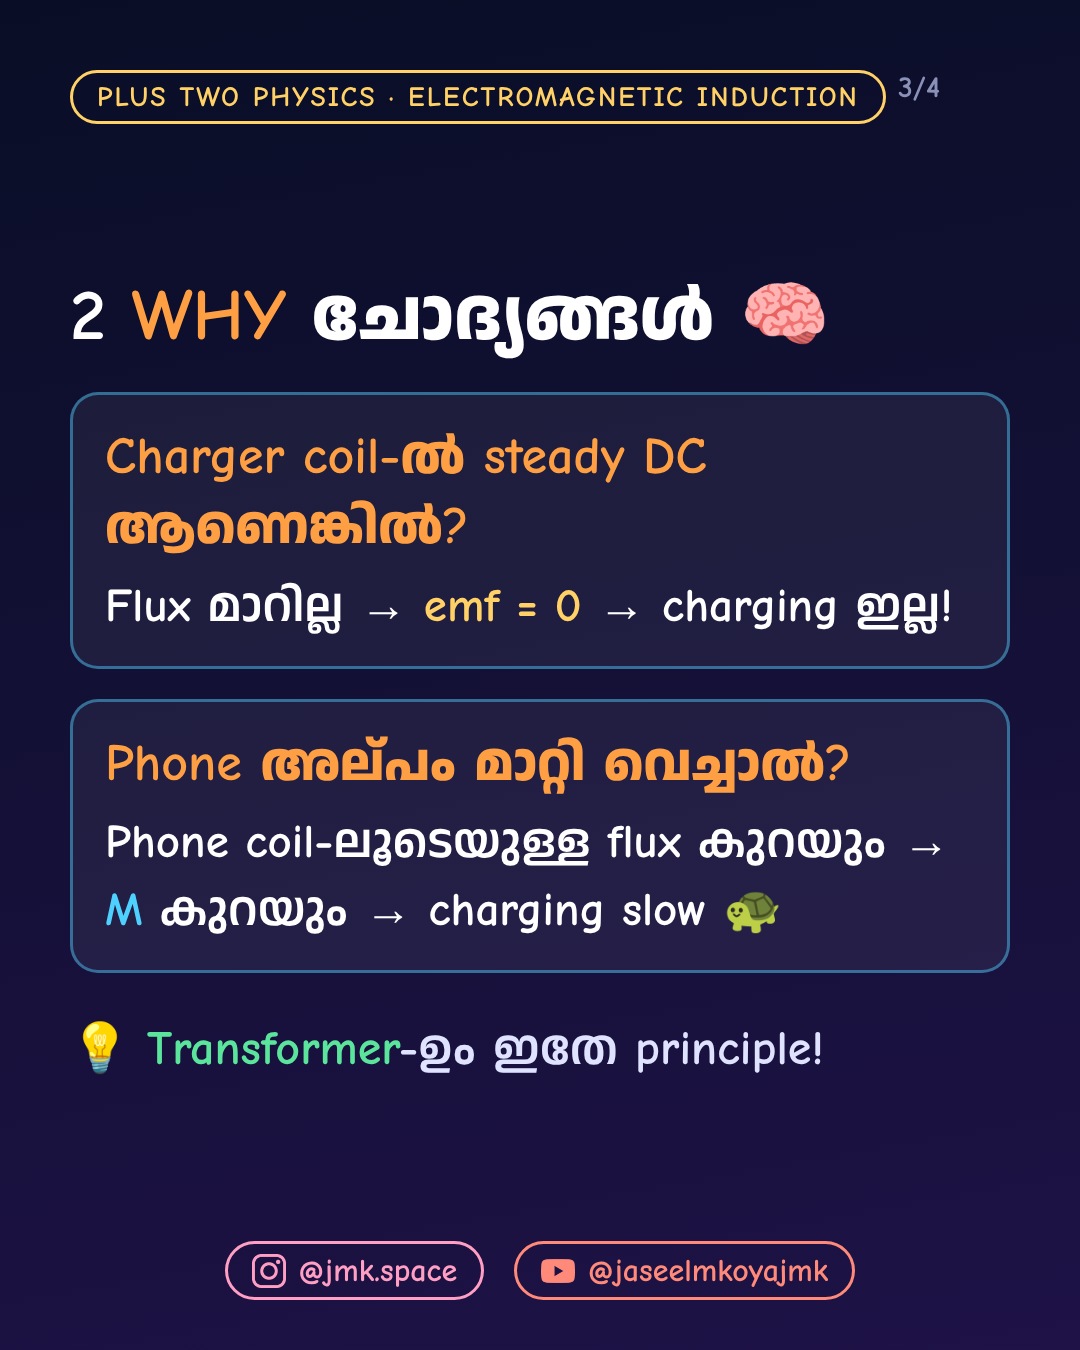 PLUS TWO PHYSICS · ELECTROMAGNETIC INDUCTION
3/4
2 WHY ചോദ്യങ്ങൾ 🧠
Charger coil-ൽ steady DC
ആണെങ്കിൽ?
Flux മാറില്ല → emf = 0 → charging ഇല്ല!
Phone അല്പം മാറ്റി വെച്ചാൽ?
Phone coil-ലൂടെയുള്ള flux കുറയും →
M കുറയും → charging slow 🐢
💡 Transformer-ഉം ഇതേ principle!
@jmk.space
@jaseelmkoyajmk